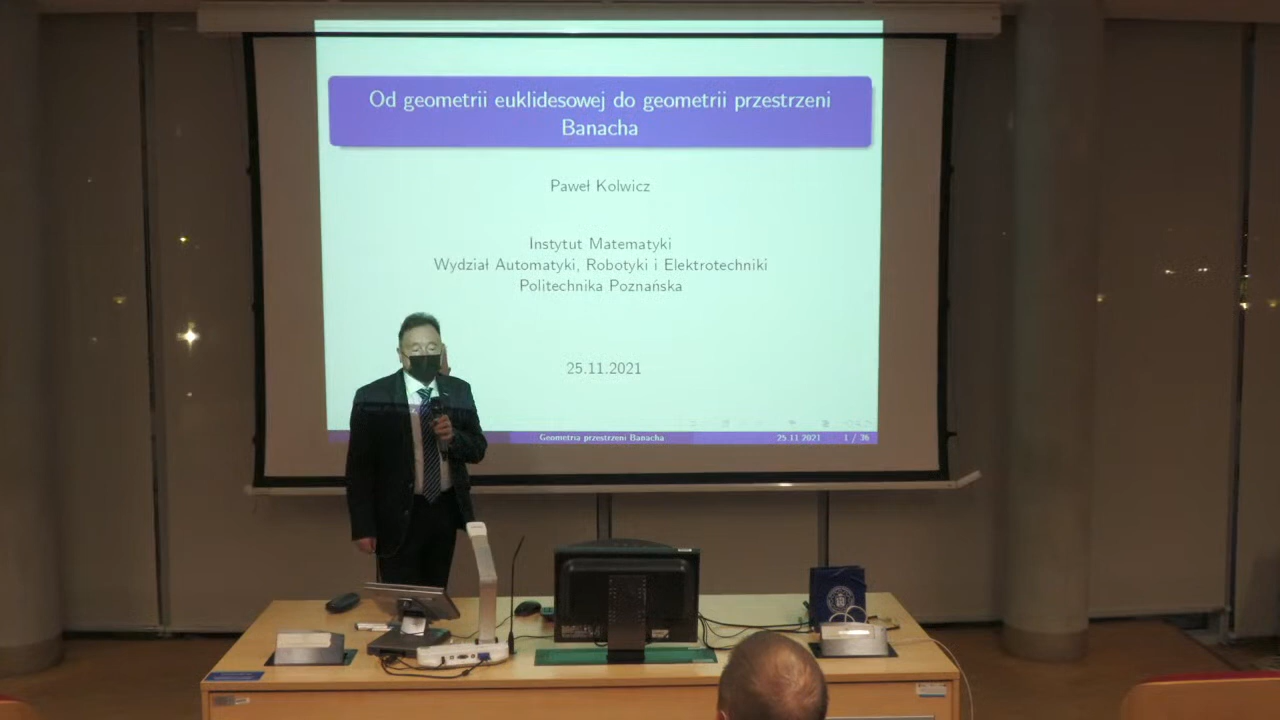 Od geometrii euklidesowej do geometrii przestrzeni
Banacha
Paweł Kolwicz
Instytut Matematyki
Wydział Automatyki, Robotyki i Elektrotechniki
Politechnika Poznańska
25.11.2021
Geometria przestrzeni Banacha 25.11.2021 1 / 36